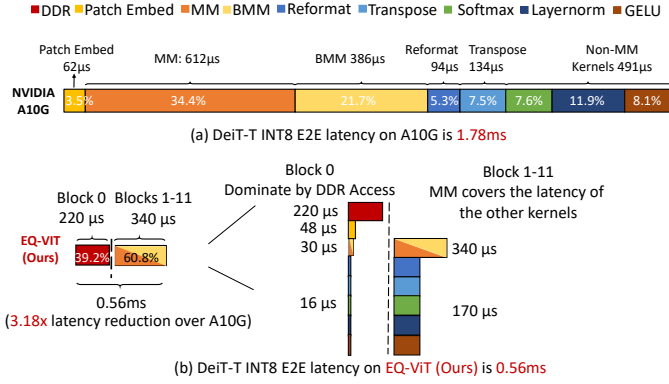 DDR Patch Embed MM BMM Reformat Transpose Softmax Layernorm GELU
Patch Embed
62µs
MM: 612µs
BMM 386µs
Reformat
94µs
Transpose
134µs
Non-MM
Kernels 491µs
NVIDIA
A10G
3.5% 34.4% 21.7% 5.3% 7.5% 7.6% 11.9% 8.1%
(a) DeiT-T INT8 E2E latency on A10G is 1.78ms
Block 0
220 µs
Blocks 1-11
340 µs
EQ-ViT
(Ours)
39.2% 60.8%
0.56ms
(3.18x latency reduction over A10G)
Block 0
Dominate by DDR Access
220 µs
48 µs
30 µs
16 µs
Block 1-11
MM covers the latency of
the other kernels
340 µs
170 µs
(b) DeiT-T INT8 E2E latency on EQ-ViT (Ours) is 0.56ms